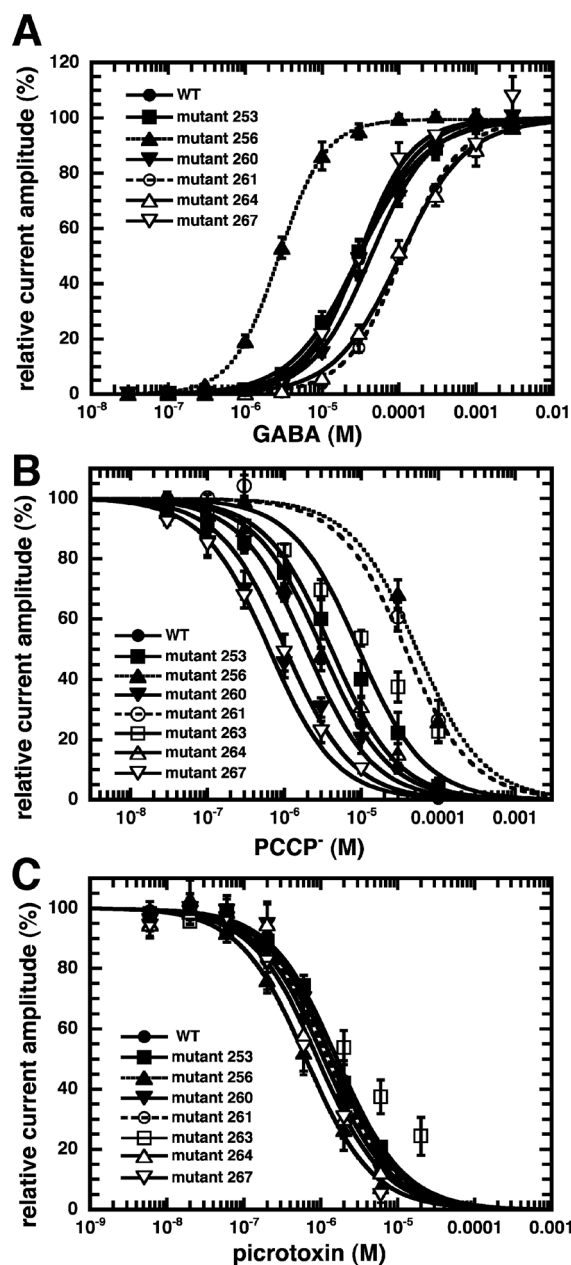 A
relative current amplitude (%)
120
100
80
60
40
20
0
WT
mutant 253
mutant 256
mutant 260
mutant 261
mutant 264
mutant 267
10-8 10-7 10-6 10-5 0.0001 0.001 0.01
GABA (M)
B
relative current amplitude (%)
100
80
60
40
20
0
WT
mutant 253
mutant 256
mutant 260
mutant 261
mutant 263
mutant 264
mutant 267
10-8 10-7 10-6 10-5 0.0001 0.001
PCCP- (M)
C
relative current amplitude (%)
100
80
60
40
20
0
WT
mutant 253
mutant 256
mutant 260
mutant 261
mutant 263
mutant 264
mutant 267
10-9 10-8 10-7 10-6 10-5 0.0001 0.001
picrotoxin (M)